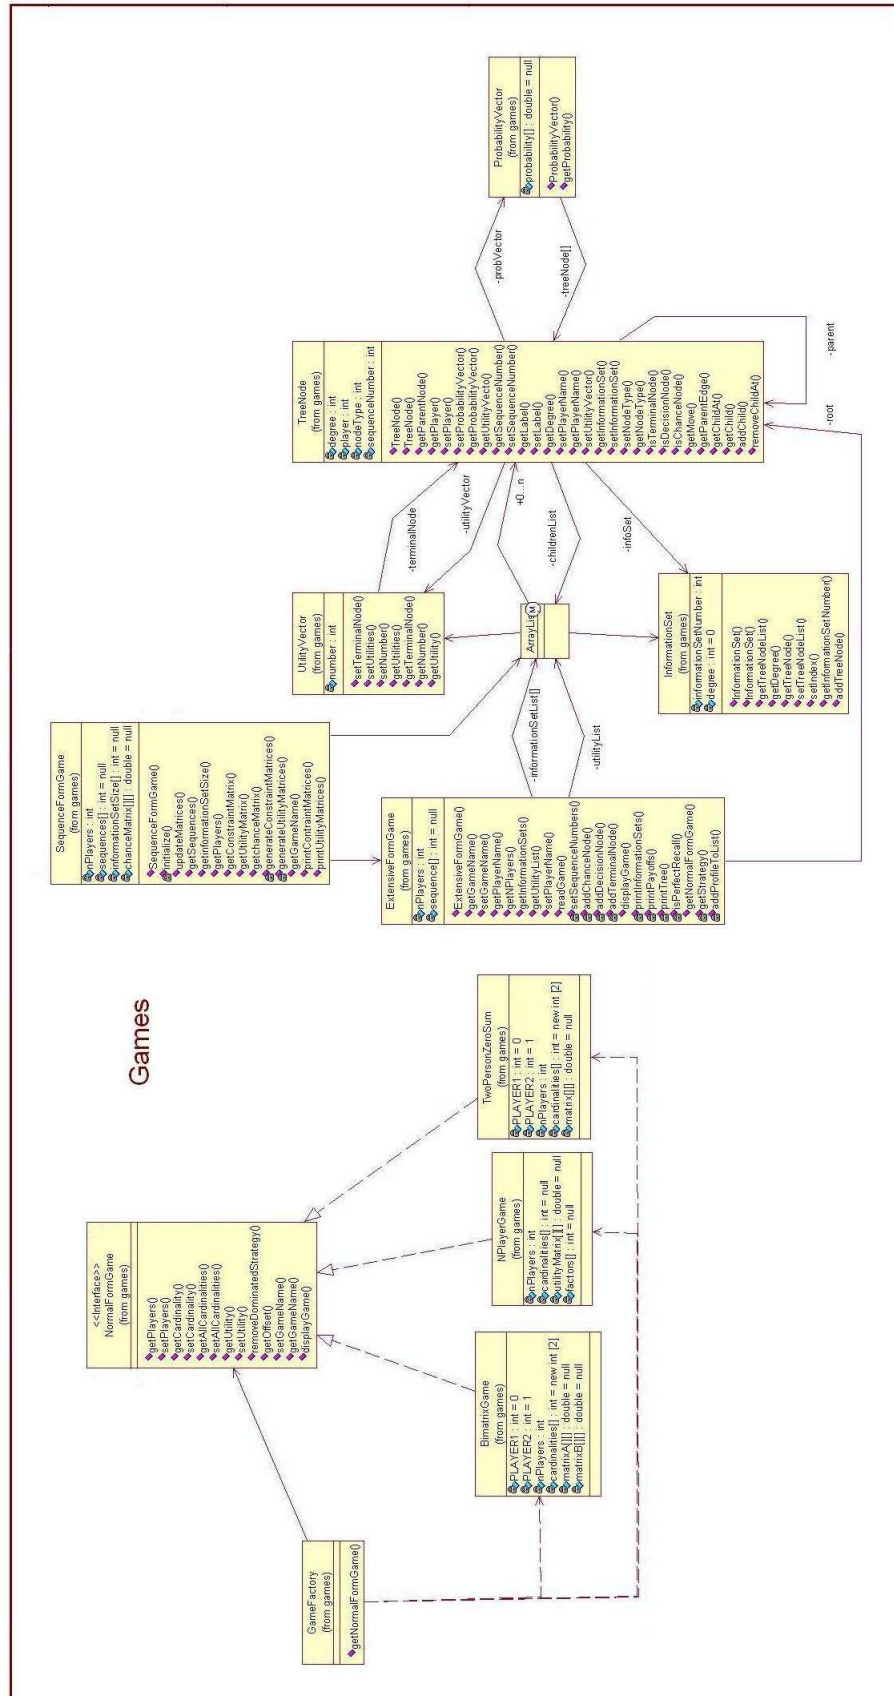 Games
<<Interface>>
NormalFormGame
(from games)
getPlayers()
setPlayers()
getCardinality()
setCardinality()
getAllCardinalities()
setAllCardinalities()
getUtility()
setUtility()
removeDominatedStrategy()
getOffset()
setGameName()
getGameName()
displayGame()
GameFactory
(from games)
getNormalFormGame()
BimatrixGame
(from games)
PLAYER1 : int = 0
PLAYER2 : int = 1
nPlayers : int
cardinalities[] : int = new int [2]
matrixA[][] : double = null
matrixB[][] : double = null
NPlayerGame
(from games)
nPlayers : int
cardinalities[] : int = null
utilityMatrix[][] : double = null
factors[] : int = null
TwoPersonZeroSum
(from games)
PLAYER1 : int = 0
PLAYER2 : int = 1
nPlayers : int
cardinalities[] : int = new int [2]
matrix[][] : double = null
SequenceFormGame
(from games)
nPlayers : int
sequences[] : int = null
informationSetSize[] : int = null
chanceMatrix[][] : double = null
SequenceFormGame()
initialize()
updateMatrices()
getSequences()
getInformationSetSize()
getPlayers()
getConstraintMatrix()
getUtilityMatrix()
getchanceMatrix()
generateConstraintMatrices()
generateUtilityMatrices()
getGameName()
printContraintMatrices()
printUtilityMatrices()
ExtensiveFormGame
(from games)
nPlayers : int
sequence[] : int = null
ExtensiveFormGame()
getGameName()
setGameName()
getPlayerName()
getNPlayers()
getInformationSets()
getUtilityList()
setPlayerName()
readGame()
setSequenceNumbers()
addChanceNode()
addDecisionNode()
addTerminalNode()
displayGame()
printInformationSets()
printPayoffs()
printTree()
isPerfectRecall()
getNormalFormGame()
getStrategy()
addProfileToList()
UtilityVector
(from games)
number : int
setTerminalNode()
setUtilities()
setNumber()
getUtilities()
getTerminalNode()
getNumber()
getUtility()
ArrayList
M
-informationSetList[]
-utilityList
InformationSet
(from games)
informationSetNumber : int
degree : int = 0
InformationSet()
InformationSet()
getTreeNodeList()
getDegree()
getTreeNode()
setTreeNodeList()
setIndex()
getInformationSetNumber()
addTreeNode()
-terminalNode
-utilityVector
+0...n
-childrenList
-infoSet
TreeNode
(from games)
degree : int
player : int
nodeType : int
sequenceNumber : int
TreeNode()
TreeNode()
getParentNode()
getPlayer()
setPlayer()
setProbabilityVector()
getProbabilityVector()
getUtilityVecto()
getSequenceNumber()
setSequenceNumber()
getLabel()
setLabel()
getDegree()
setPlayerName()
getPlayerName()
setUtilityVector()
getInformationSet()
setInformationSet()
setNodeType()
getNodeType()
isTerminalNode()
isDecisionNode()
isChanceNode()
getMove()
getParentEdge()
getChildAt()
getChild()
addChild()
removeChildAt()
-root
-parent
-probVector
-treeNode[]
ProbabilityVector
(from games)
probability[] : double = null
ProbabilityVector()
getProbability()